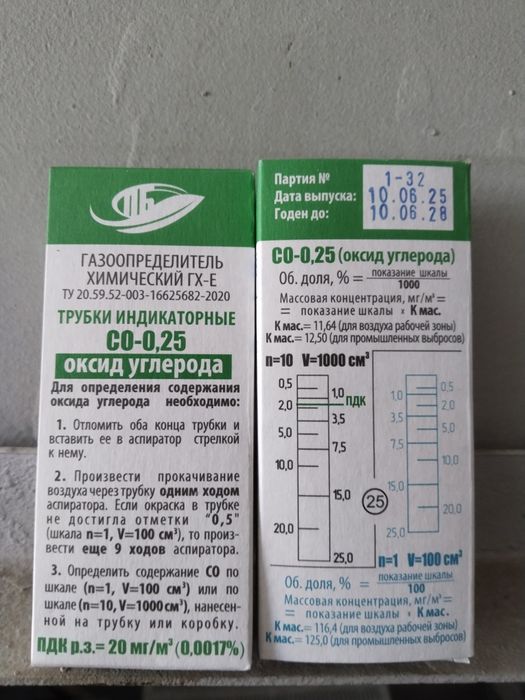 ГАЗООПРЕДЕЛИТЕЛЬ
ХИМИЧЕСКИЙ ГХ-Е
ТУ 20.59.52-003-16625682-2020
ТРУБКИ ИНДИКАТОРНЫЕ
СО-0,25
оксид углерода
Для определения содержания
оксида углерода необходимо:
1. Отломить оба конца трубки и
вставить ее в аспиратор стрелкой
к нему.
2. Произвести прокачивание
воздуха через трубку одним ходом
аспиратора. Если окраска в трубке
не достигла отметки "0,5"
(шкала n=1, V=100 см³), то произ-
вести еще 9 ходов аспиратора.
3. Определить содержание СО по
шкале (n=1, V=100 см³) или по
шкале (n=10, V=1000 см³), нанесен-
ной на трубку или коробку.
ПДК р.з.= 20 мг/м³ (0,0017%)
Партия № 1-32
Дата выпуска: 10.06.25
Годен до: 10.06.28
СО-0,25 (оксид углерода)
Об. доля, % = показание шкалы
1000
Массовая концентрация, мг/м³=
= показание шкалы х К мас.
К мас.= 11,64 (для воздуха рабочей зоны)
К мас.= 12,50 (для промышленных выбросов)
n=10 V=1000 см³
0,5
1,0 ПДК
2,0
3,5
5,0
7,5
10,0
15,0
20,0
25,0
25
0,5
1,0
2,0
3,5
5,0
7,5
10,0
15,0
20,0
25,0
n=1 V=100 см³
Об. доля, % = показание шкалы
100
Массовая концентрация, мг/м³=
= показание шкалы х К мас.
К мас.= 116,4 (для воздуха рабочей зоны)
К мас.= 125,0 (для промышленных выбросов)